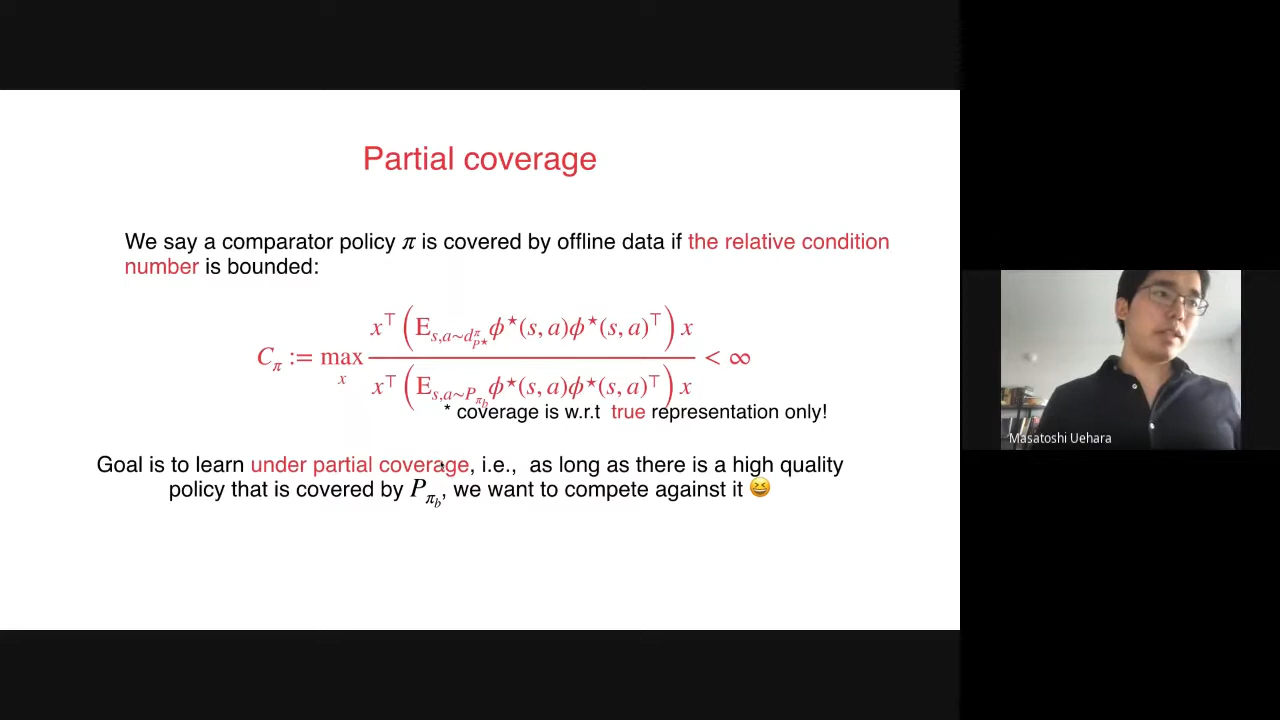 Partial coverage
We say a comparator policy π is covered by offline data if the relative condition
number is bounded:
C_π := max_x x^⊤ (E_{s,a∼d^π_{P⋆}} ϕ⋆(s, a)ϕ⋆(s, a)^⊤) x / x^⊤ (E_{s,a∼P_{π_b}} ϕ⋆(s, a)ϕ⋆(s, a)^⊤) x < ∞
* coverage is w.r.t true representation only!
Goal is to learn under partial coverage, i.e., as long as there is a high quality
policy that is covered by P_{π_b}, we want to compete against it 😆
Masatoshi Uehara